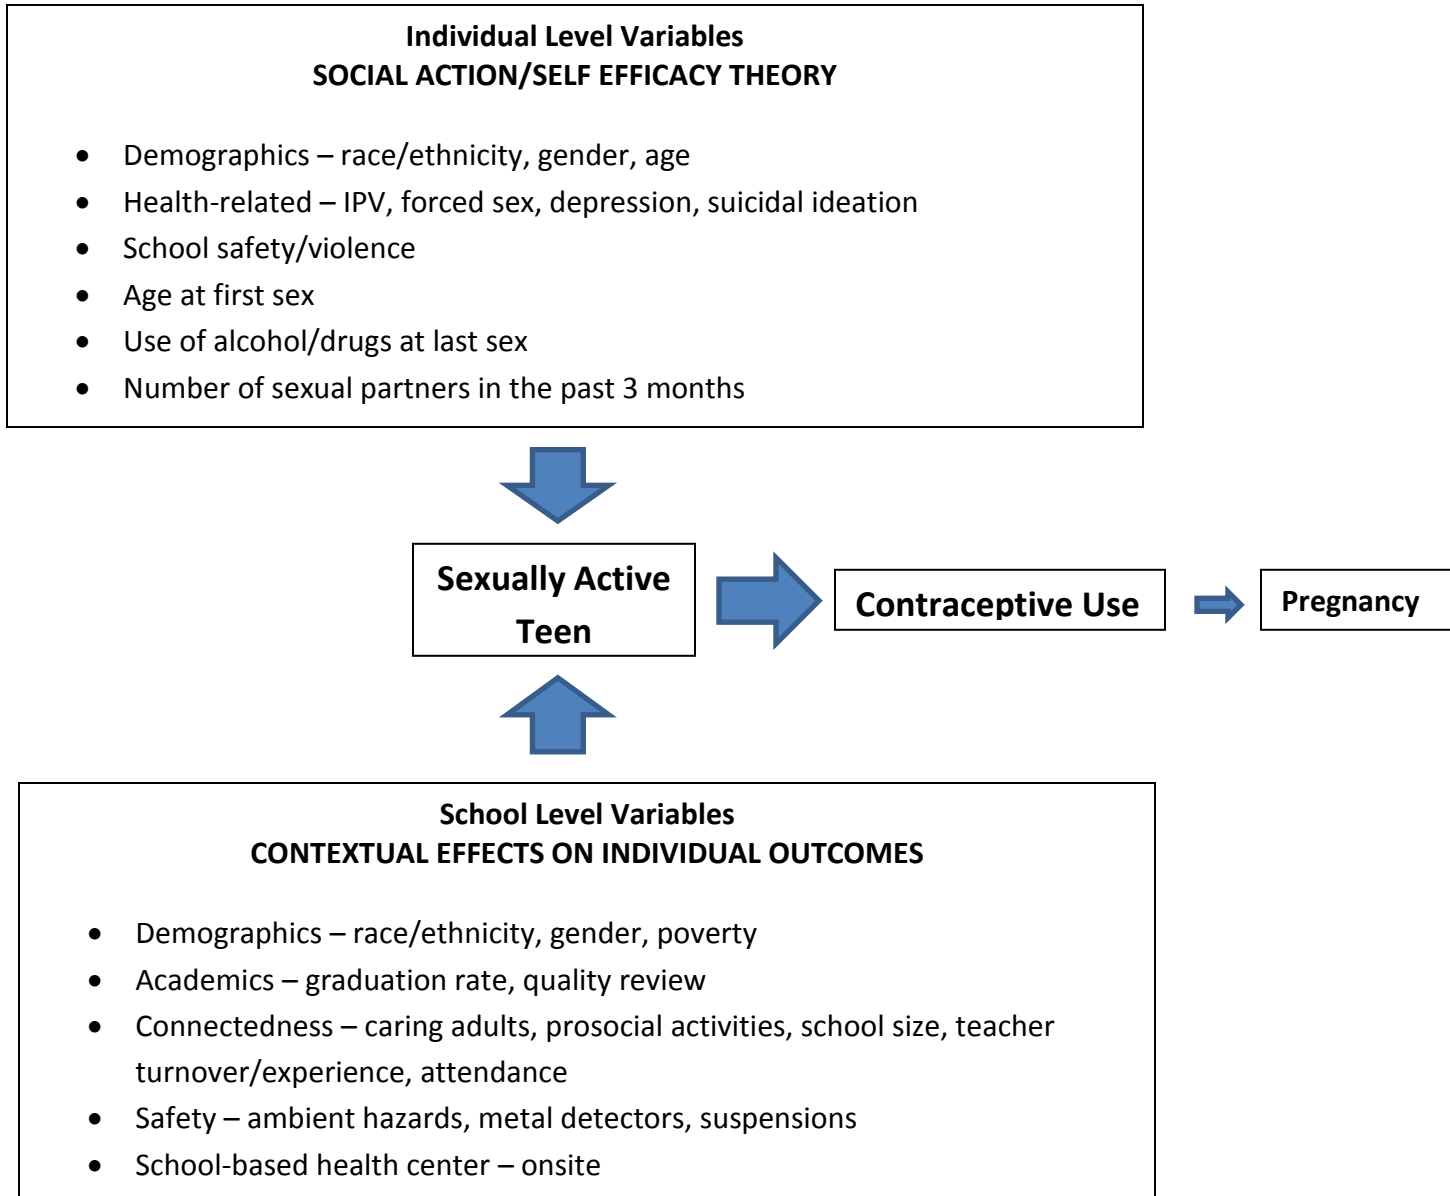 Individual Level Variables
SOCIAL ACTION/SELF EFFICACY THEORY
• Demographics – race/ethnicity, gender, age
• Health-related – IPV, forced sex, depression, suicidal ideation
• School safety/violence
• Age at first sex
• Use of alcohol/drugs at last sex
• Number of sexual partners in the past 3 months
Sexually Active
Teen
Contraceptive Use
Pregnancy
School Level Variables
CONTEXTUAL EFFECTS ON INDIVIDUAL OUTCOMES
• Demographics – race/ethnicity, gender, poverty
• Academics – graduation rate, quality review
• Connectedness – caring adults, prosocial activities, school size, teacher
turnover/experience, attendance
• Safety – ambient hazards, metal detectors, suspensions
• School-based health center – onsite